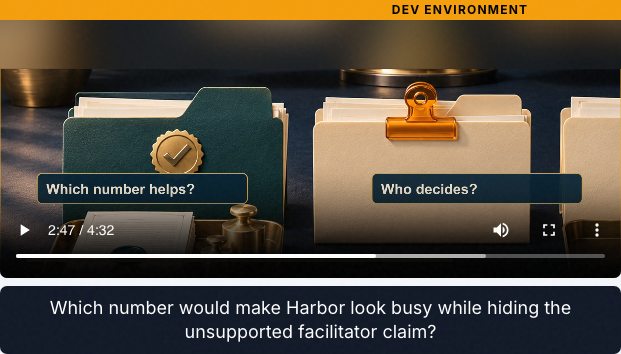 DEV ENVIRONMENT
Which number helps?
Who decides?
2:47 / 4:32
Which number would make Harbor look busy while hiding the
unsupported facilitator claim?